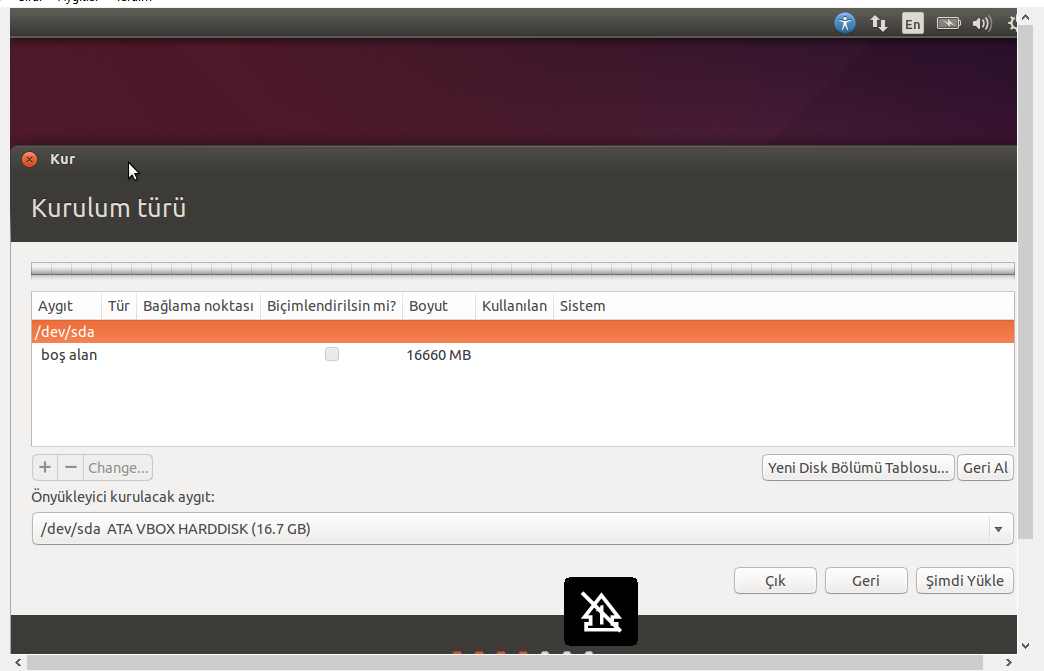 En
Kur
Kurulum türü
Aygıt Tür Bağlama noktası Biçimlendirilsin mi? Boyut Kullanılan Sistem
/dev/sda
boş alan 16660 MB
+ − Change... Yeni Disk Bölümü Tablosu... Geri Al
Önyükleyici kurulacak aygıt:
/dev/sda ATA VBOX HARDDISK (16.7 GB)
Çık Geri Şimdi Yükle